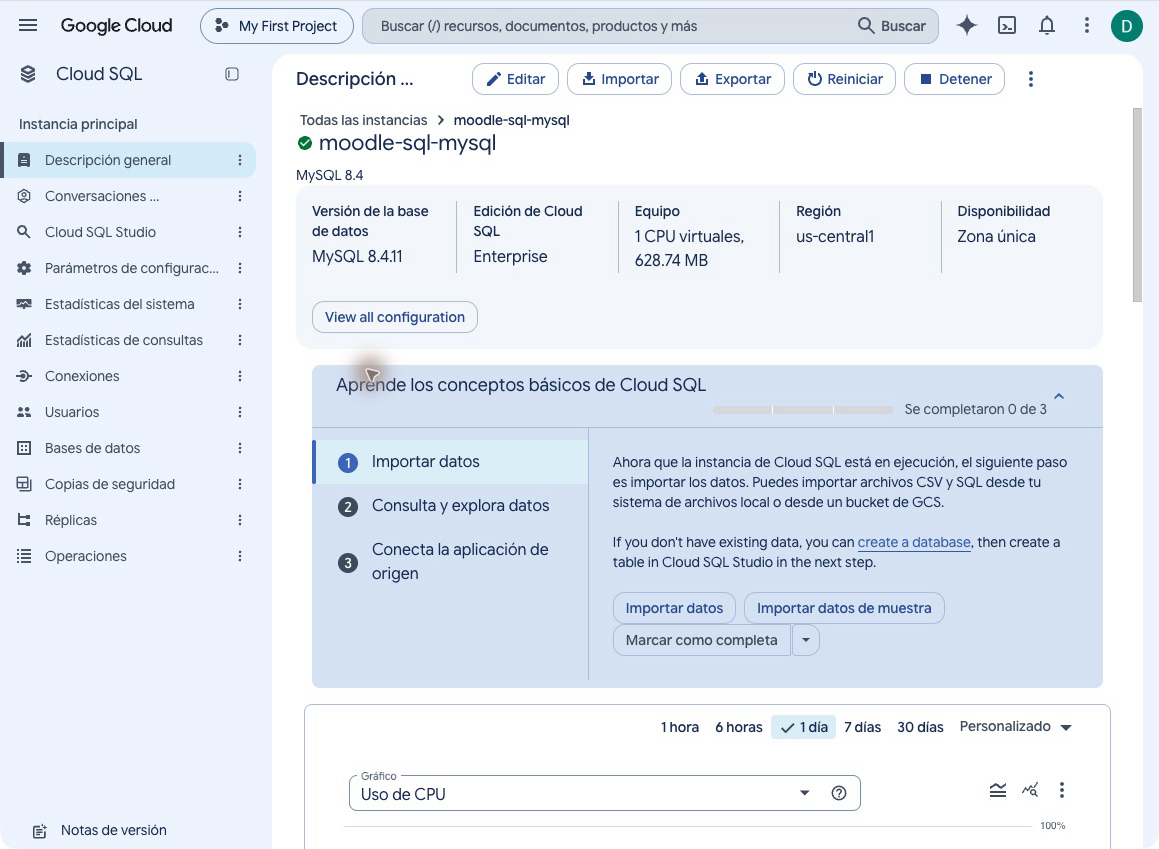 Google Cloud
My First Project
Buscar (/) recursos, documentos, productos y más
Buscar
D
Cloud SQL
Instancia principal
Descripción general
Conversaciones ...
Cloud SQL Studio
Parámetros de configurac...
Estadísticas del sistema
Estadísticas de consultas
Conexiones
Usuarios
Bases de datos
Copias de seguridad
Réplicas
Operaciones
Notas de versión
Descripción ...
Editar
Importar
Exportar
Reiniciar
Detener
Todas las instancias > moodle-sql-mysql
moodle-sql-mysql
MySQL 8.4
Versión de la base
de datos
MySQL 8.4.11
Edición de Cloud
SQL
Enterprise
Equipo
1 CPU virtuales,
628.74 MB
Región
us-central1
Disponibilidad
Zona única
View all configuration
Aprende los conceptos básicos de Cloud SQL
Se completaron 0 de 3
1 Importar datos
2 Consulta y explora datos
3 Conecta la aplicación de
origen
Ahora que la instancia de Cloud SQL está en ejecución, el siguiente paso
es importar los datos. Puedes importar archivos CSV y SQL desde tu
sistema de archivos local o desde un bucket de GCS.
If you don't have existing data, you can create a database, then create a
table in Cloud SQL Studio in the next step.
Importar datos
Importar datos de muestra
Marcar como completa
1 hora
6 horas
1 día
7 días
30 días
Personalizado
Gráfico
Uso de CPU
100%